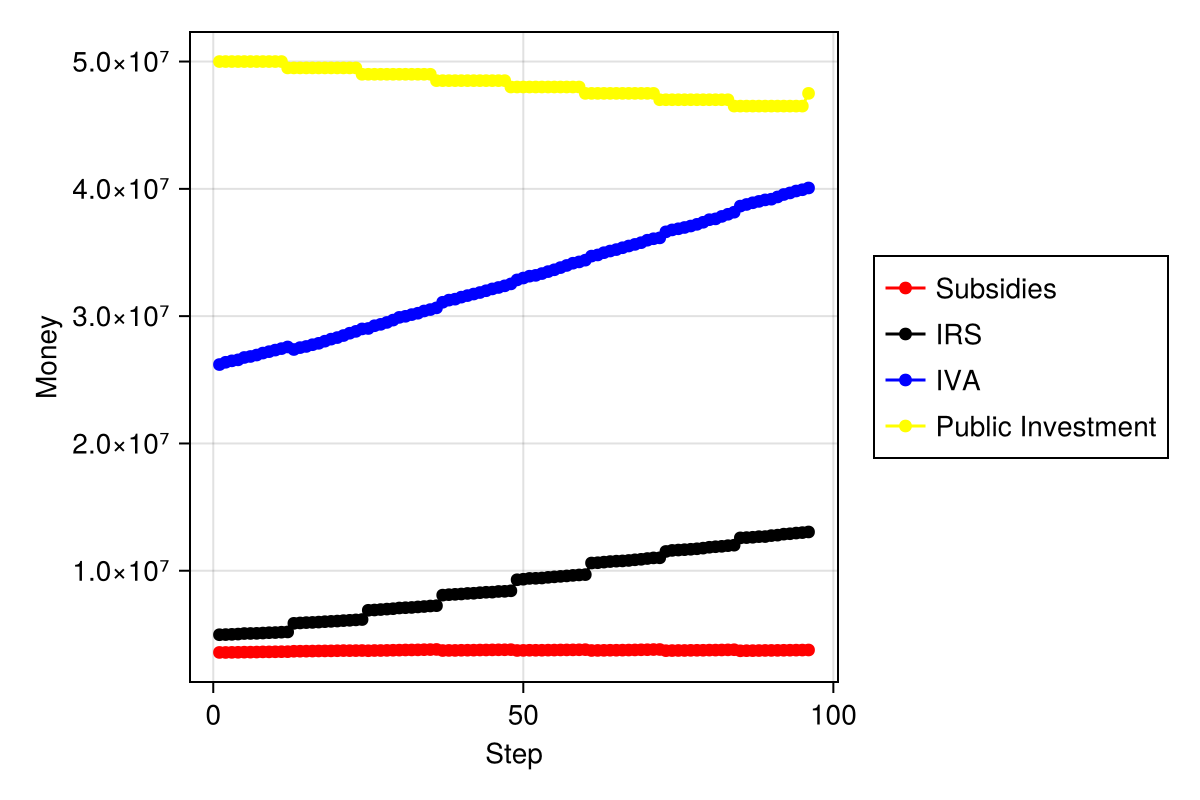 5.0×10⁷
4.0×10⁷
3.0×10⁷
2.0×10⁷
1.0×10⁷
Money
0
50
100
Step
Subsidies
IRS
IVA
Public Investment